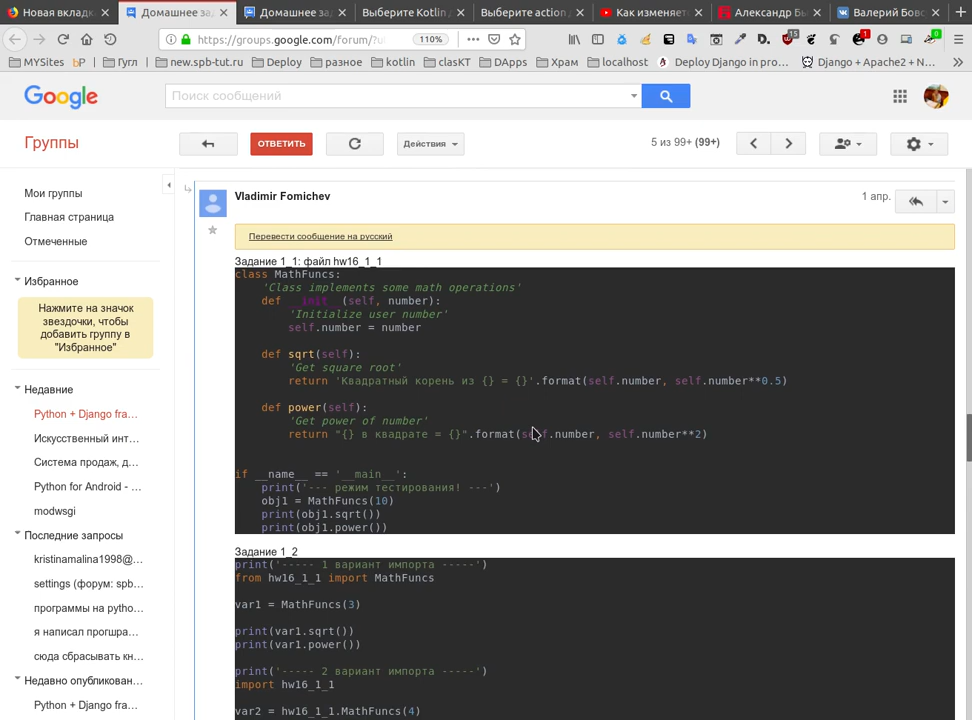 Новая вкладк
Домашнее за
Домашнее за
Выберите Kotlin
Выберите action
Как изменяетс
Александр Бы
Валерий Бовс
https://groups.google.com/forum/?u
110%
MYSites
bP
Гугл
new.spb-tut.ru
Deploy
разное
kotlin
clasKT
DApps
Храм
localhost
Deploy Django in pro...
Django + Apache2 + N...
Google
Поиск сообщений
Группы
ОТВЕТИТЬ
Действия
5 из 99+ (99+)
Мои группы
Главная страница
Отмеченные
Избранное
Нажмите на значок
звездочки, чтобы
добавить группу в
"Избранное"
Недавние
Python + Django fra...
Искусственный инт...
Система продаж, д...
Python for Android - ...
modwsgi
Последние запросы
kristinamalina1998@...
settings (форум: spb...
программы на pytho...
я написал прогшра...
сюда сбрасывать кн...
Недавно опубликован...
Python + Django fra...
Vladimir Fomichev
1 апр.
Перевести сообщение на русский
Задание 1_1: файл hw16_1_1
class MathFuncs:
'Class implements some math operations'
def __init__(self, number):
'Initialize user number'
self.number = number
def sqrt(self):
'Get square root'
return 'Квадратный корень из {} = {}'.format(self.number, self.number**0.5)
def power(self):
'Get power of number'
return "{} в квадрате = {}".format(self.number, self.number**2)
if __name__ == '__main__':
print('--- режим тестирования! ---')
obj1 = MathFuncs(10)
print(obj1.sqrt())
print(obj1.power())
Задание 1_2
print('----- 1 вариант импорта -----')
from hw16_1_1 import MathFuncs
var1 = MathFuncs(3)
print(var1.sqrt())
print(var1.power())
print('----- 2 вариант импорта -----')
import hw16_1_1
var2 = hw16_1_1.MathFuncs(4)